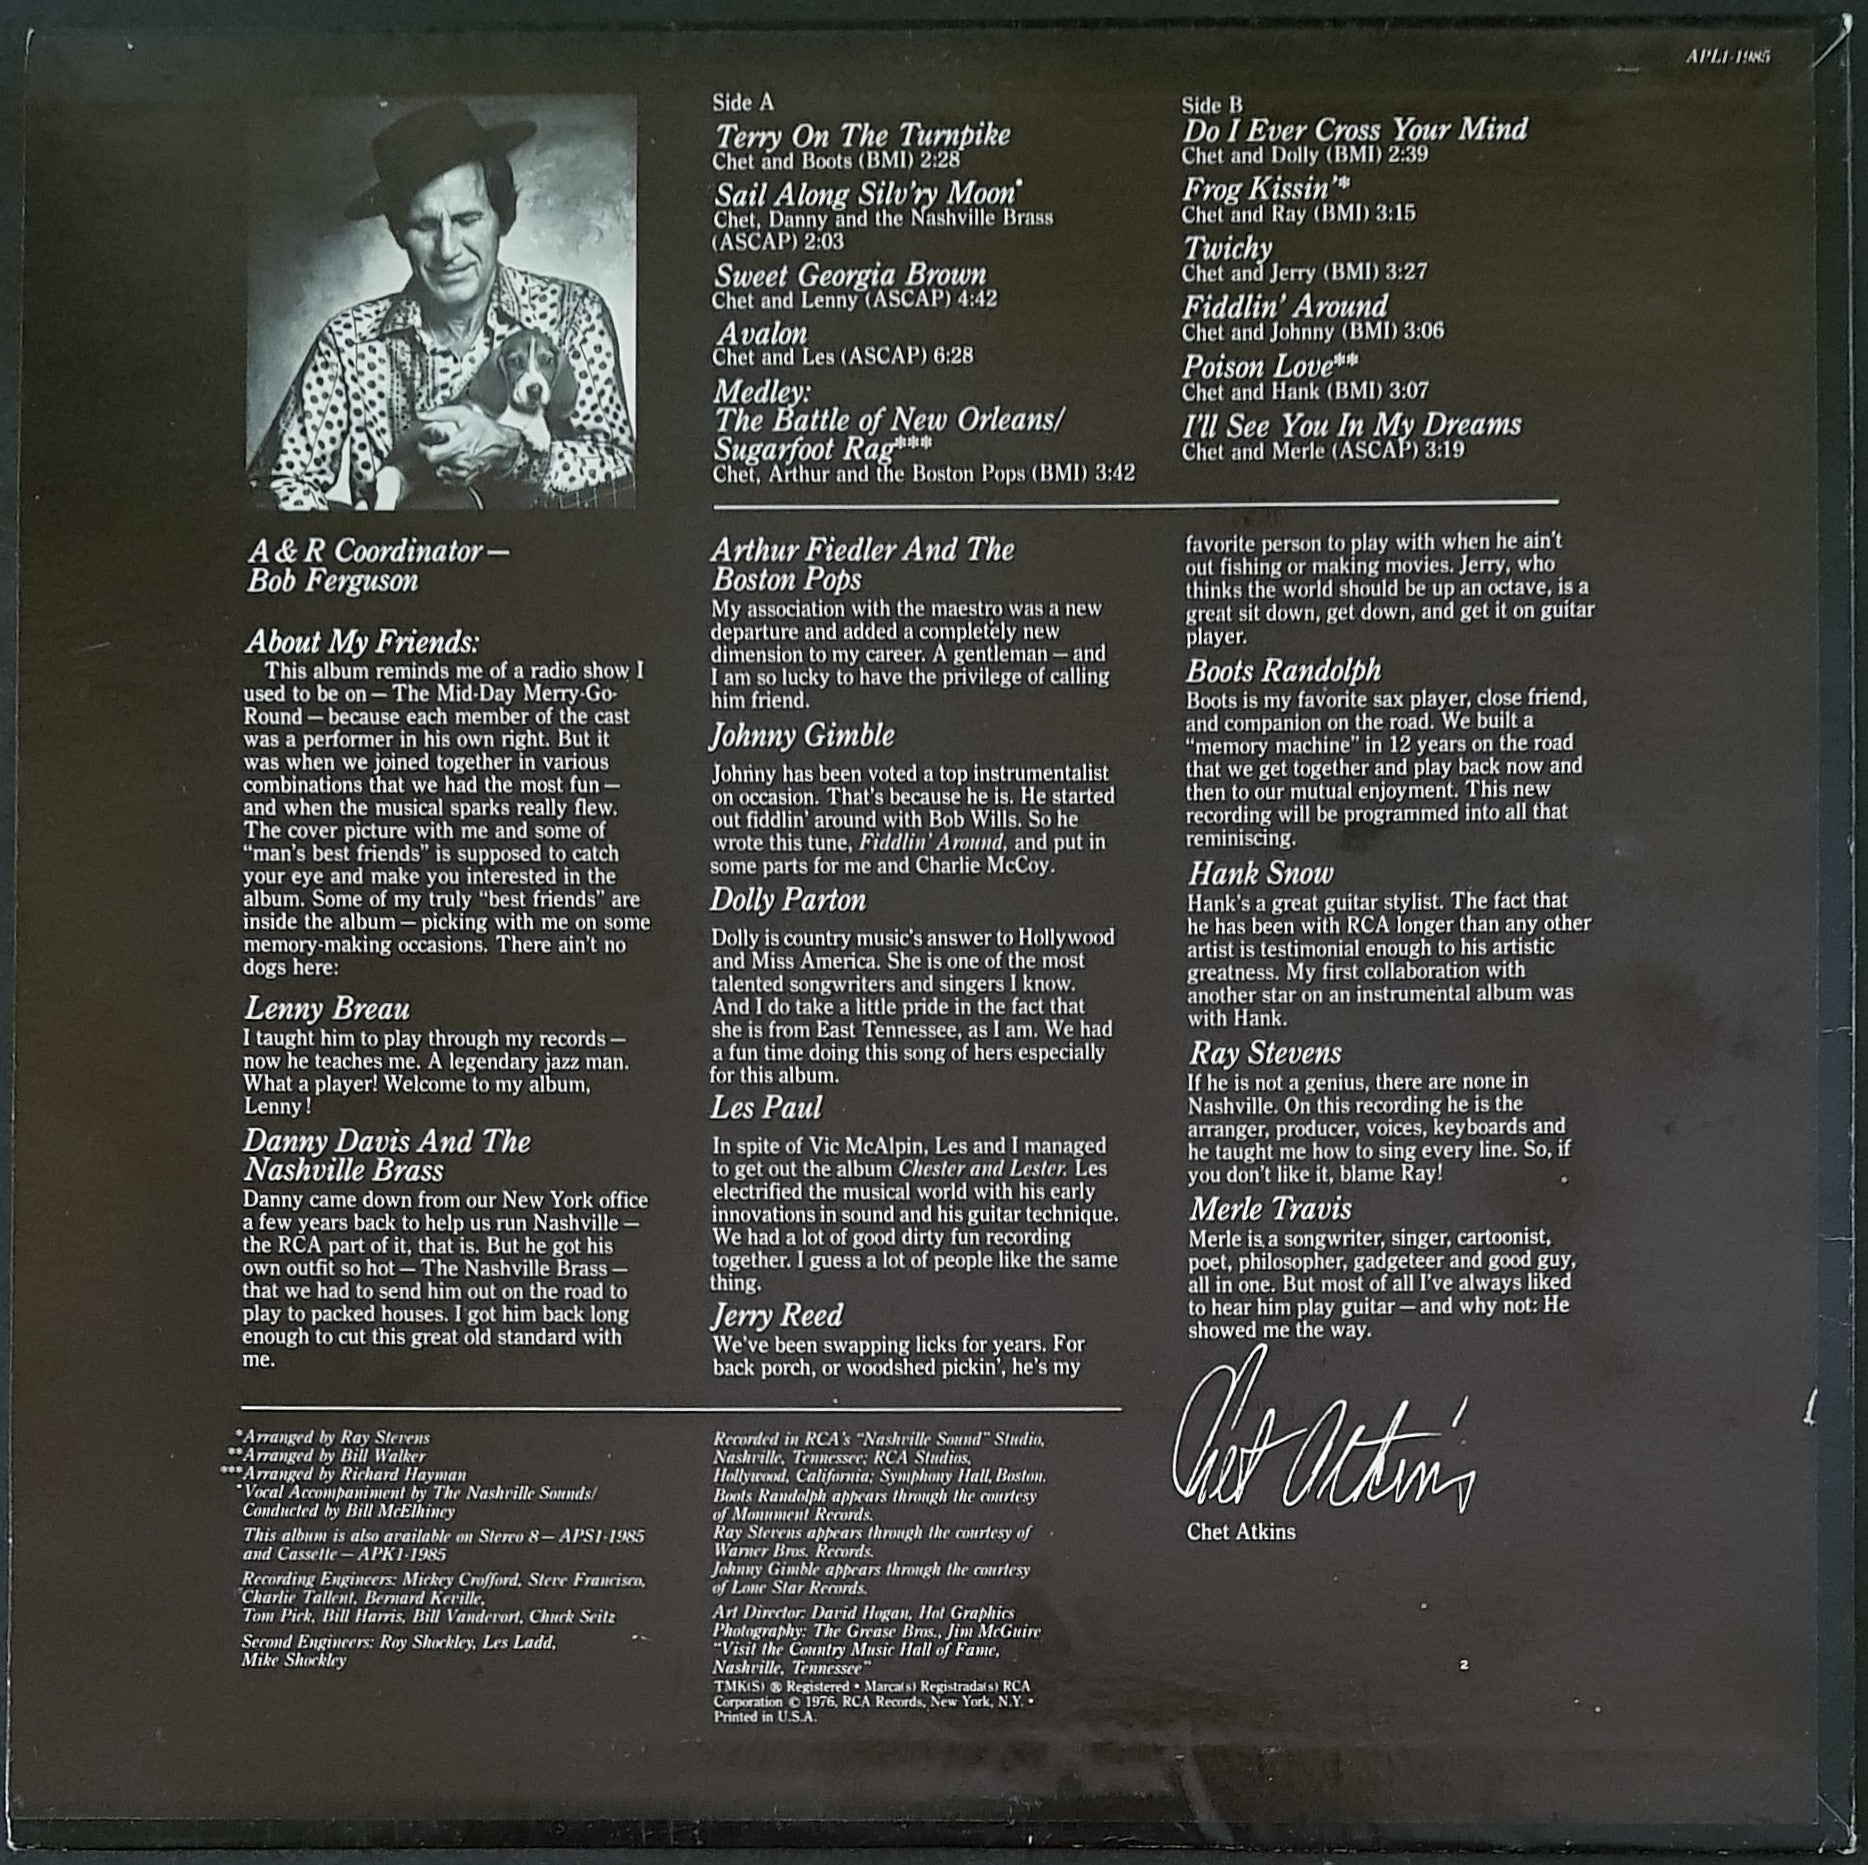 APL1-1985
Side A
Terry On The Turnpike
Chet and Boots (BMI) 2:28
Sail Along Silv'ry Moon•
Chet, Danny and the Nashville Brass
(ASCAP) 2:03
Sweet Georgia Brown
Chet and Lenny (ASCAP) 4:42
Avalon
Chet and Les (ASCAP) 6:28
Medley:
The Battle of New Orleans/
Sugarfoot Rag***
Chet, Arthur and the Boston Pops (BMI) 3:42
Side B
Do I Ever Cross Your Mind
Chet and Dolly (BMI) 2:39
Frog Kissin'*
Chet and Ray (BMI) 3:15
Twichy
Chet and Jerry (BMI) 3:27
Fiddlin' Around
Chet and Johnny (BMI) 3:06
Poison Love**
Chet and Hank (BMI) 3:07
I'll See You In My Dreams
Chet and Merle (ASCAP) 3:19
A & R Coordinator—
Bob Ferguson
About My Friends:
This album reminds me of a radio show I
used to be on — The Mid-Day Merry-Go-
Round — because each member of the cast
was a performer in his own right. But it
was when we joined together in various
combinations that we had the most fun —
and when the musical sparks really flew.
The cover picture with me and some of
“man's best friends” is supposed to catch
your eye and make you interested in the
album. Some of my truly “best friends” are
inside the album — picking with me on some
memory-making occasions. There ain't no
dogs here:
Lenny Breau
I taught him to play through my records —
now he teaches me. A legendary jazz man.
What a player! Welcome to my album,
Lenny!
Danny Davis And The
Nashville Brass
Danny came down from our New York office
a few years back to help us run Nashville —
the RCA part of it, that is. But he got his
own outfit so hot — The Nashville Brass —
that we had to send him out on the road to
play to packed houses. I got him back long
enough to cut this great old standard with
me.
Arthur Fiedler And The
Boston Pops
My association with the maestro was a new
departure and added a completely new
dimension to my career. A gentleman — and
I am so lucky to have the privilege of calling
him friend.
Johnny Gimble
Johnny has been voted a top instrumentalist
on occasion. That's because he is. He started
out fiddlin' around with Bob Wills. So he
wrote this tune, Fiddlin' Around, and put in
some parts for me and Charlie McCoy.
Dolly Parton
Dolly is country music's answer to Hollywood
and Miss America. She is one of the most
talented songwriters and singers I know.
And I do take a little pride in the fact that
she is from East Tennessee, as I am. We had
a fun time doing this song of hers especially
for this album.
Les Paul
In spite of Vic McAlpin, Les and I managed
to get out the album Chester and Lester. Les
electrified the musical world with his early
innovations in sound and his guitar technique.
We had a lot of good dirty fun recording
together. I guess a lot of people like the same
thing.
Jerry Reed
We've been swapping licks for years. For
back porch, or woodshed pickin', he's my
favorite person to play with when he ain't
out fishing or making movies. Jerry, who
thinks the world should be up an octave, is a
great sit down, get down, and get it on guitar
player.
Boots Randolph
Boots is my favorite sax player, close friend,
and companion on the road. We built a
“memory machine” in 12 years on the road
that we get together and play back now and
then to our mutual enjoyment. This new
recording will be programmed into all that
reminiscing.
Hank Snow
Hank's a great guitar stylist. The fact that
he has been with RCA longer than any other
artist is testimonial enough to his artistic
greatness. My first collaboration with
another star on an instrumental album was
with Hank.
Ray Stevens
If he is not a genius, there are none in
Nashville. On this recording he is the
arranger, producer, voices, keyboards and
he taught me how to sing every line. So, if
you don't like it, blame Ray!
Merle Travis
Merle is a songwriter, singer, cartoonist,
poet, philosopher, gadgeteer and good guy,
all in one. But most of all I've always liked
to hear him play guitar — and why not: He
showed me the way.
Chet Atkins
Chet Atkins
*Arranged by Ray Stevens
**Arranged by Bill Walker
***Arranged by Richard Hayman
•Vocal Accompaniment by The Nashville Sounds/
Conducted by Bill McElhiney
This album is also available on Stereo 8 — APS1-1985
and Cassette — APK1-1985
Recording Engineers: Mickey Crofford, Steve Francisco,
Charlie Tallent, Bernard Keville,
Tom Pick, Bill Harris, Bill Vandevort, Chuck Seitz
Second Engineers: Roy Shockley, Les Ladd,
Mike Shockley
Recorded in RCA's “Nashville Sound” Studio,
Nashville, Tennessee; RCA Studios,
Hollywood, California; Symphony Hall, Boston.
Boots Randolph appears through the courtesy
of Monument Records.
Ray Stevens appears through the courtesy of
Warner Bros. Records.
Johnny Gimble appears through the courtesy
of Lone Star Records.
Art Director: David Hogan, Hot Graphics
Photography: The Grease Bros., Jim McGuire
“Visit the Country Music Hall of Fame,
Nashville, Tennessee”
TMK(S) ® Registered • Marca(s) Registrada(s) RCA
Corporation © 1976, RCA Records, New York, N.Y. •
Printed in U.S.A.
2